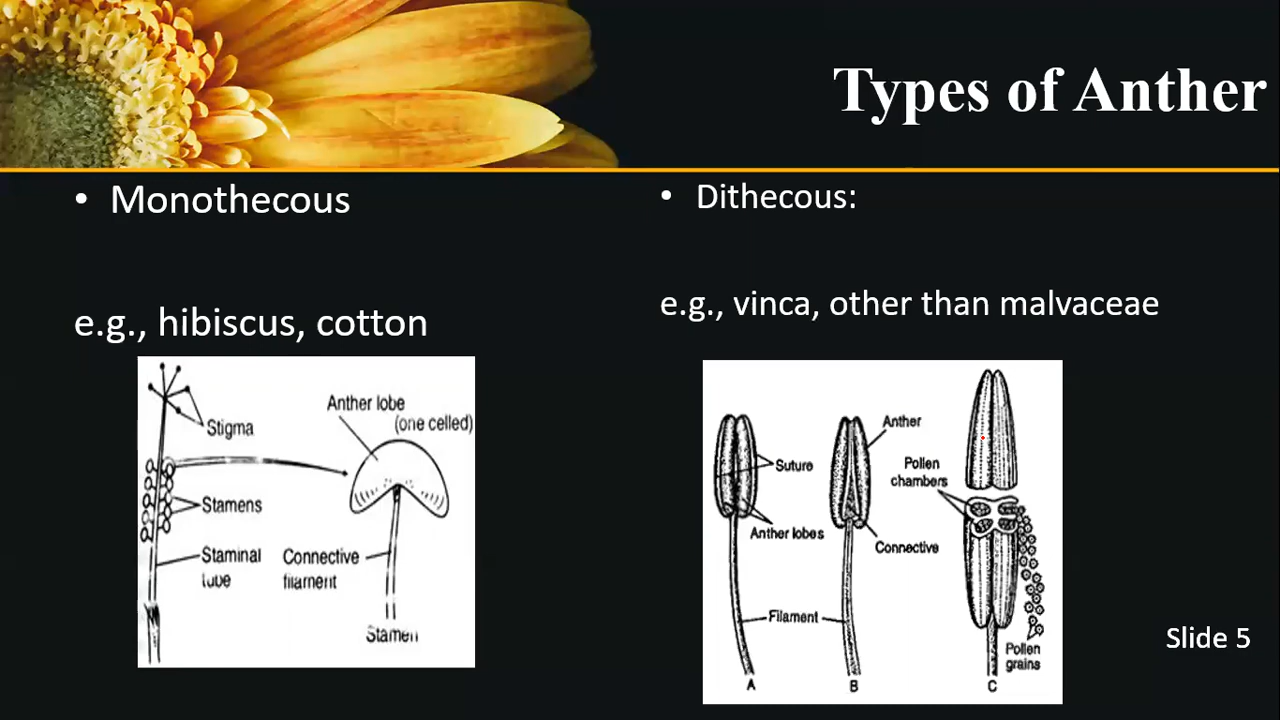 Types of Anther
• Monothecous
e.g., hibiscus, cotton
Stigma
Stamens
Staminal
tube
Anther lobe
(one celled)
Connective
filament
Stamen
• Dithecous:
e.g., vinca, other than malvaceae
Suture
Anther lobes
Filament
A
Anther
Connective
B
Pollen
chambers
Pollen
grains
C
Slide 5